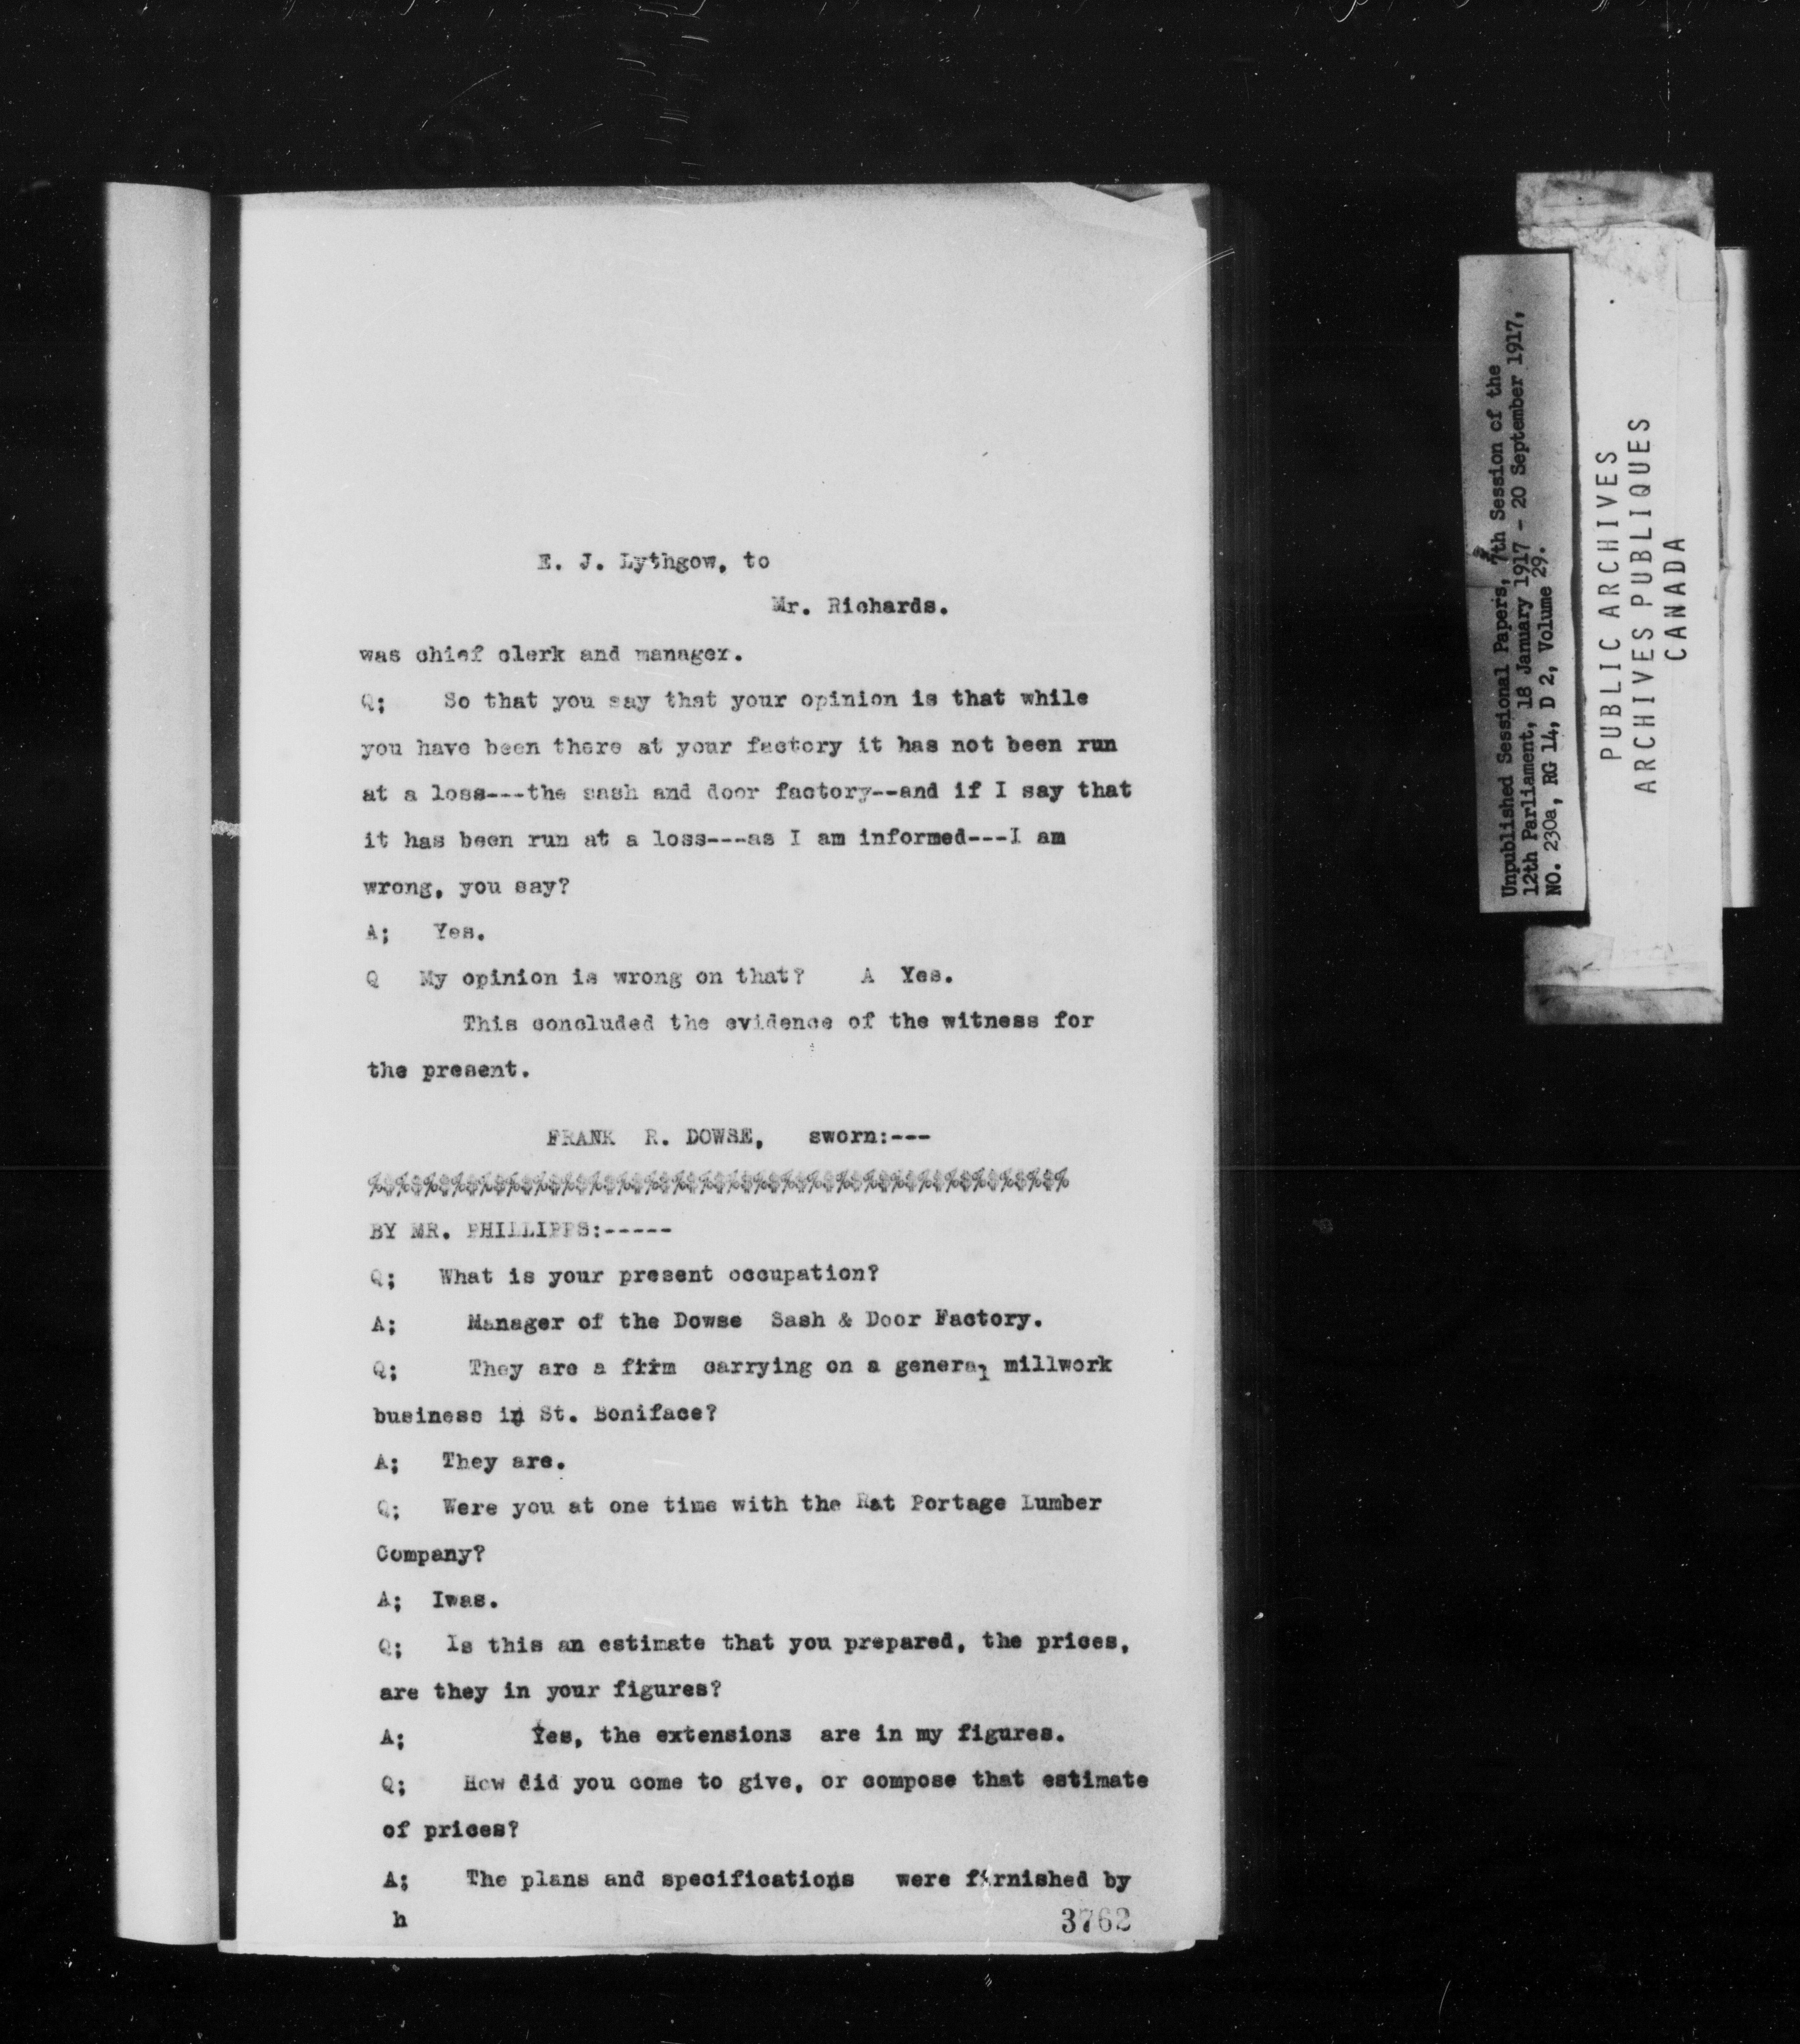 E. J. Lythgow, to
Mr. Richards.
was chief clerk and manager.
Q;    So that you say that your opinion is that while
you have been there at your factory it has not been run
at a loss---the sash and door factory--and if I say that
it has been run at a loss---as I am informed---I am
wrong, you say?
A;   Yes.
Q   My opinion is wrong on that?    A  Yes.
This concluded the evidence of the witness for
the present.
FRANK  R. DOWSE,   sworn:---
BY MR. PHILLIPPS:-----
Q;   What is your present occupation?
A;     Manager of the Dowse  Sash & Door Factory.
Q;     They are a firm  carrying on a general millwork
business in St. Boniface?
A;   They are.
Q;   Were you at one time with the Rat Portage Lumber
Company?
A;  Iwas.
Q;   Is this an estimate that you prepared, the prices,
are they in your figures?
A;         Yes, the extensions  are in my figures.
Q;    How did you come to give, or compose that estimate
of prices?
A;    The plans and specifications   were firnished by
h
3762
Unpublished Sessional Papers, 7th Session of the
12th Parliament, 18 January 1917 - 20 September 1917,
NO. 230a, RG 14, D 2, Volume 29.
PUBLIC ARCHIVES
ARCHIVES PUBLIQUES
CANADA